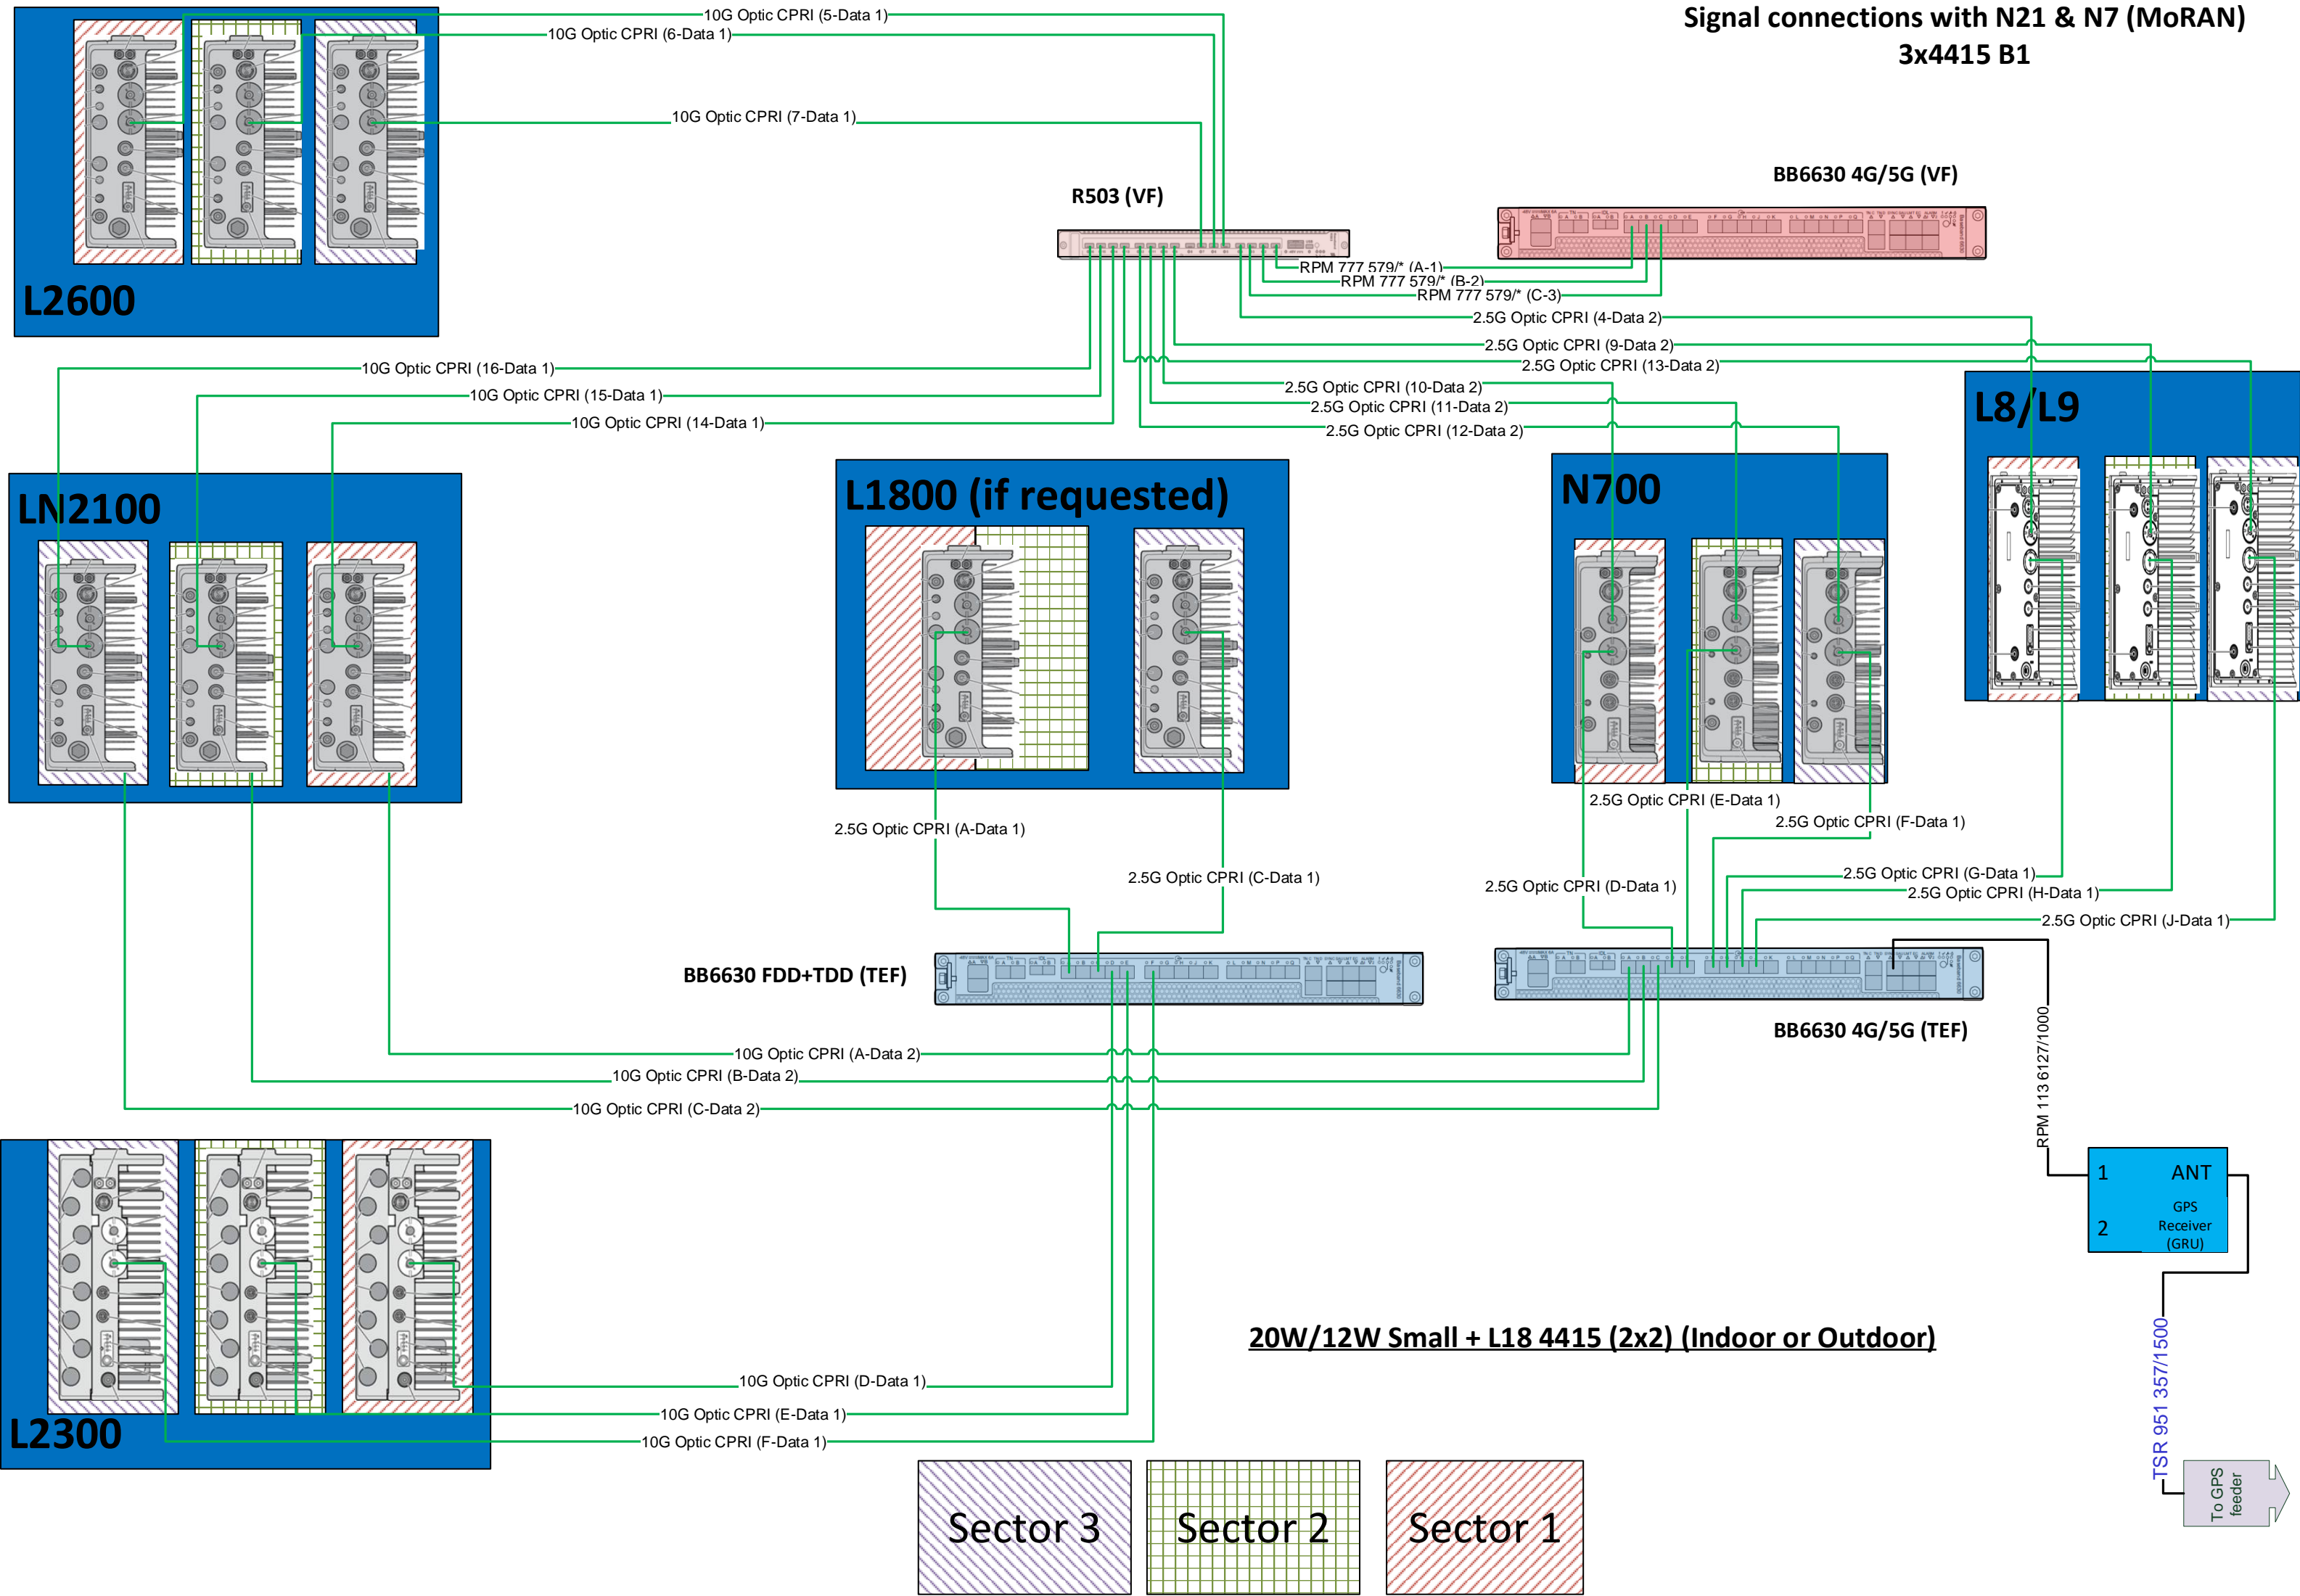 Signal connections with N21 & N7 (MoRAN)
3x4415 B1
10G Optic CPRI (5-Data 1)
10G Optic CPRI (6-Data 1)
10G Optic CPRI (7-Data 1)
L2600
R503 (VF)
BB6630 4G/5G (VF)
RPM 777 579/* (A-1)
RPM 777 579/* (B-2)
RPM 777 579/* (C-3)
2.5G Optic CPRI (4-Data 2)
2.5G Optic CPRI (9-Data 2)
2.5G Optic CPRI (13-Data 2)
10G Optic CPRI (16-Data 1)
10G Optic CPRI (15-Data 1)
10G Optic CPRI (14-Data 1)
2.5G Optic CPRI (10-Data 2)
2.5G Optic CPRI (11-Data 2)
2.5G Optic CPRI (12-Data 2)
L8/L9
LN2100
L1800 (if requested)
N700
2.5G Optic CPRI (A-Data 1)
2.5G Optic CPRI (C-Data 1)
2.5G Optic CPRI (E-Data 1)
2.5G Optic CPRI (F-Data 1)
2.5G Optic CPRI (D-Data 1)
2.5G Optic CPRI (G-Data 1)
2.5G Optic CPRI (H-Data 1)
2.5G Optic CPRI (J-Data 1)
BB6630 FDD+TDD (TEF)
BB6630 4G/5G (TEF)
10G Optic CPRI (A-Data 2)
10G Optic CPRI (B-Data 2)
10G Optic CPRI (C-Data 2)
RPM 113 6127/1000
1
ANT
2
GPS
Receiver
(GRU)
L2300
10G Optic CPRI (D-Data 1)
10G Optic CPRI (E-Data 1)
10G Optic CPRI (F-Data 1)
20W/12W Small + L18 4415 (2x2) (Indoor or Outdoor)
TSR 951 357/1500
To GPS
feeder
Sector 3
Sector 2
Sector 1